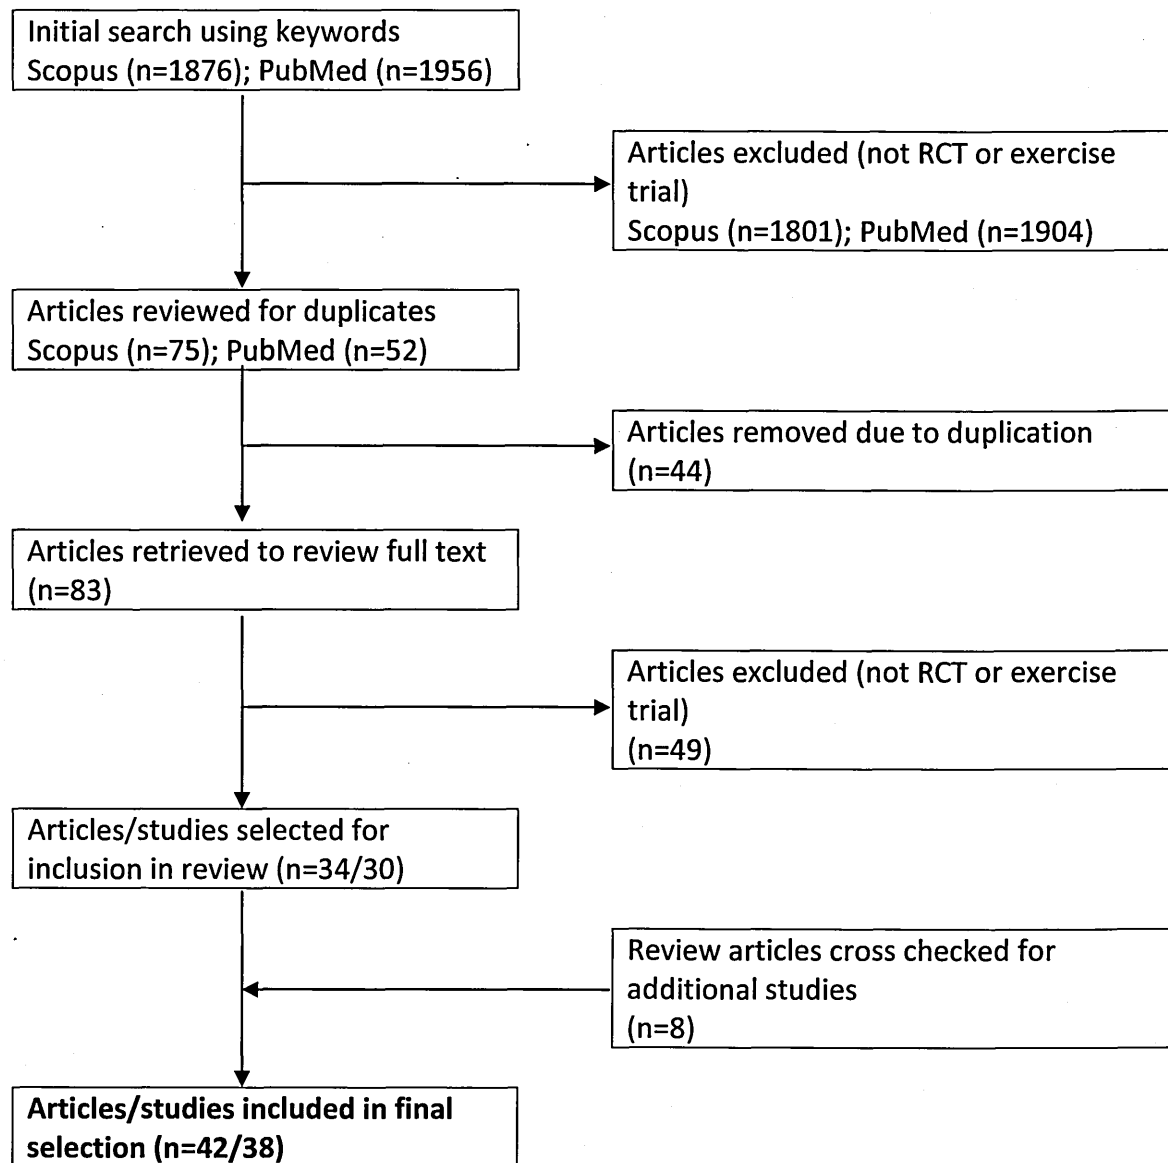 Initial search using keywords
Scopus (n=1876); PubMed (n=1956)
Articles excluded (not RCT or exercise
trial)
Scopus (n=1801); PubMed (n=1904)
Articles reviewed for duplicates
Scopus (n=75); PubMed (n=52)
Articles removed due to duplication
(n=44)
Articles retrieved to review full text
(n=83)
Articles excluded (not RCT or exercise
trial)
(n=49)
Articles/studies selected for
inclusion in review (n=34/30)
Review articles cross checked for
additional studies
(n=8)
Articles/studies included in final
selection (n=42/38)